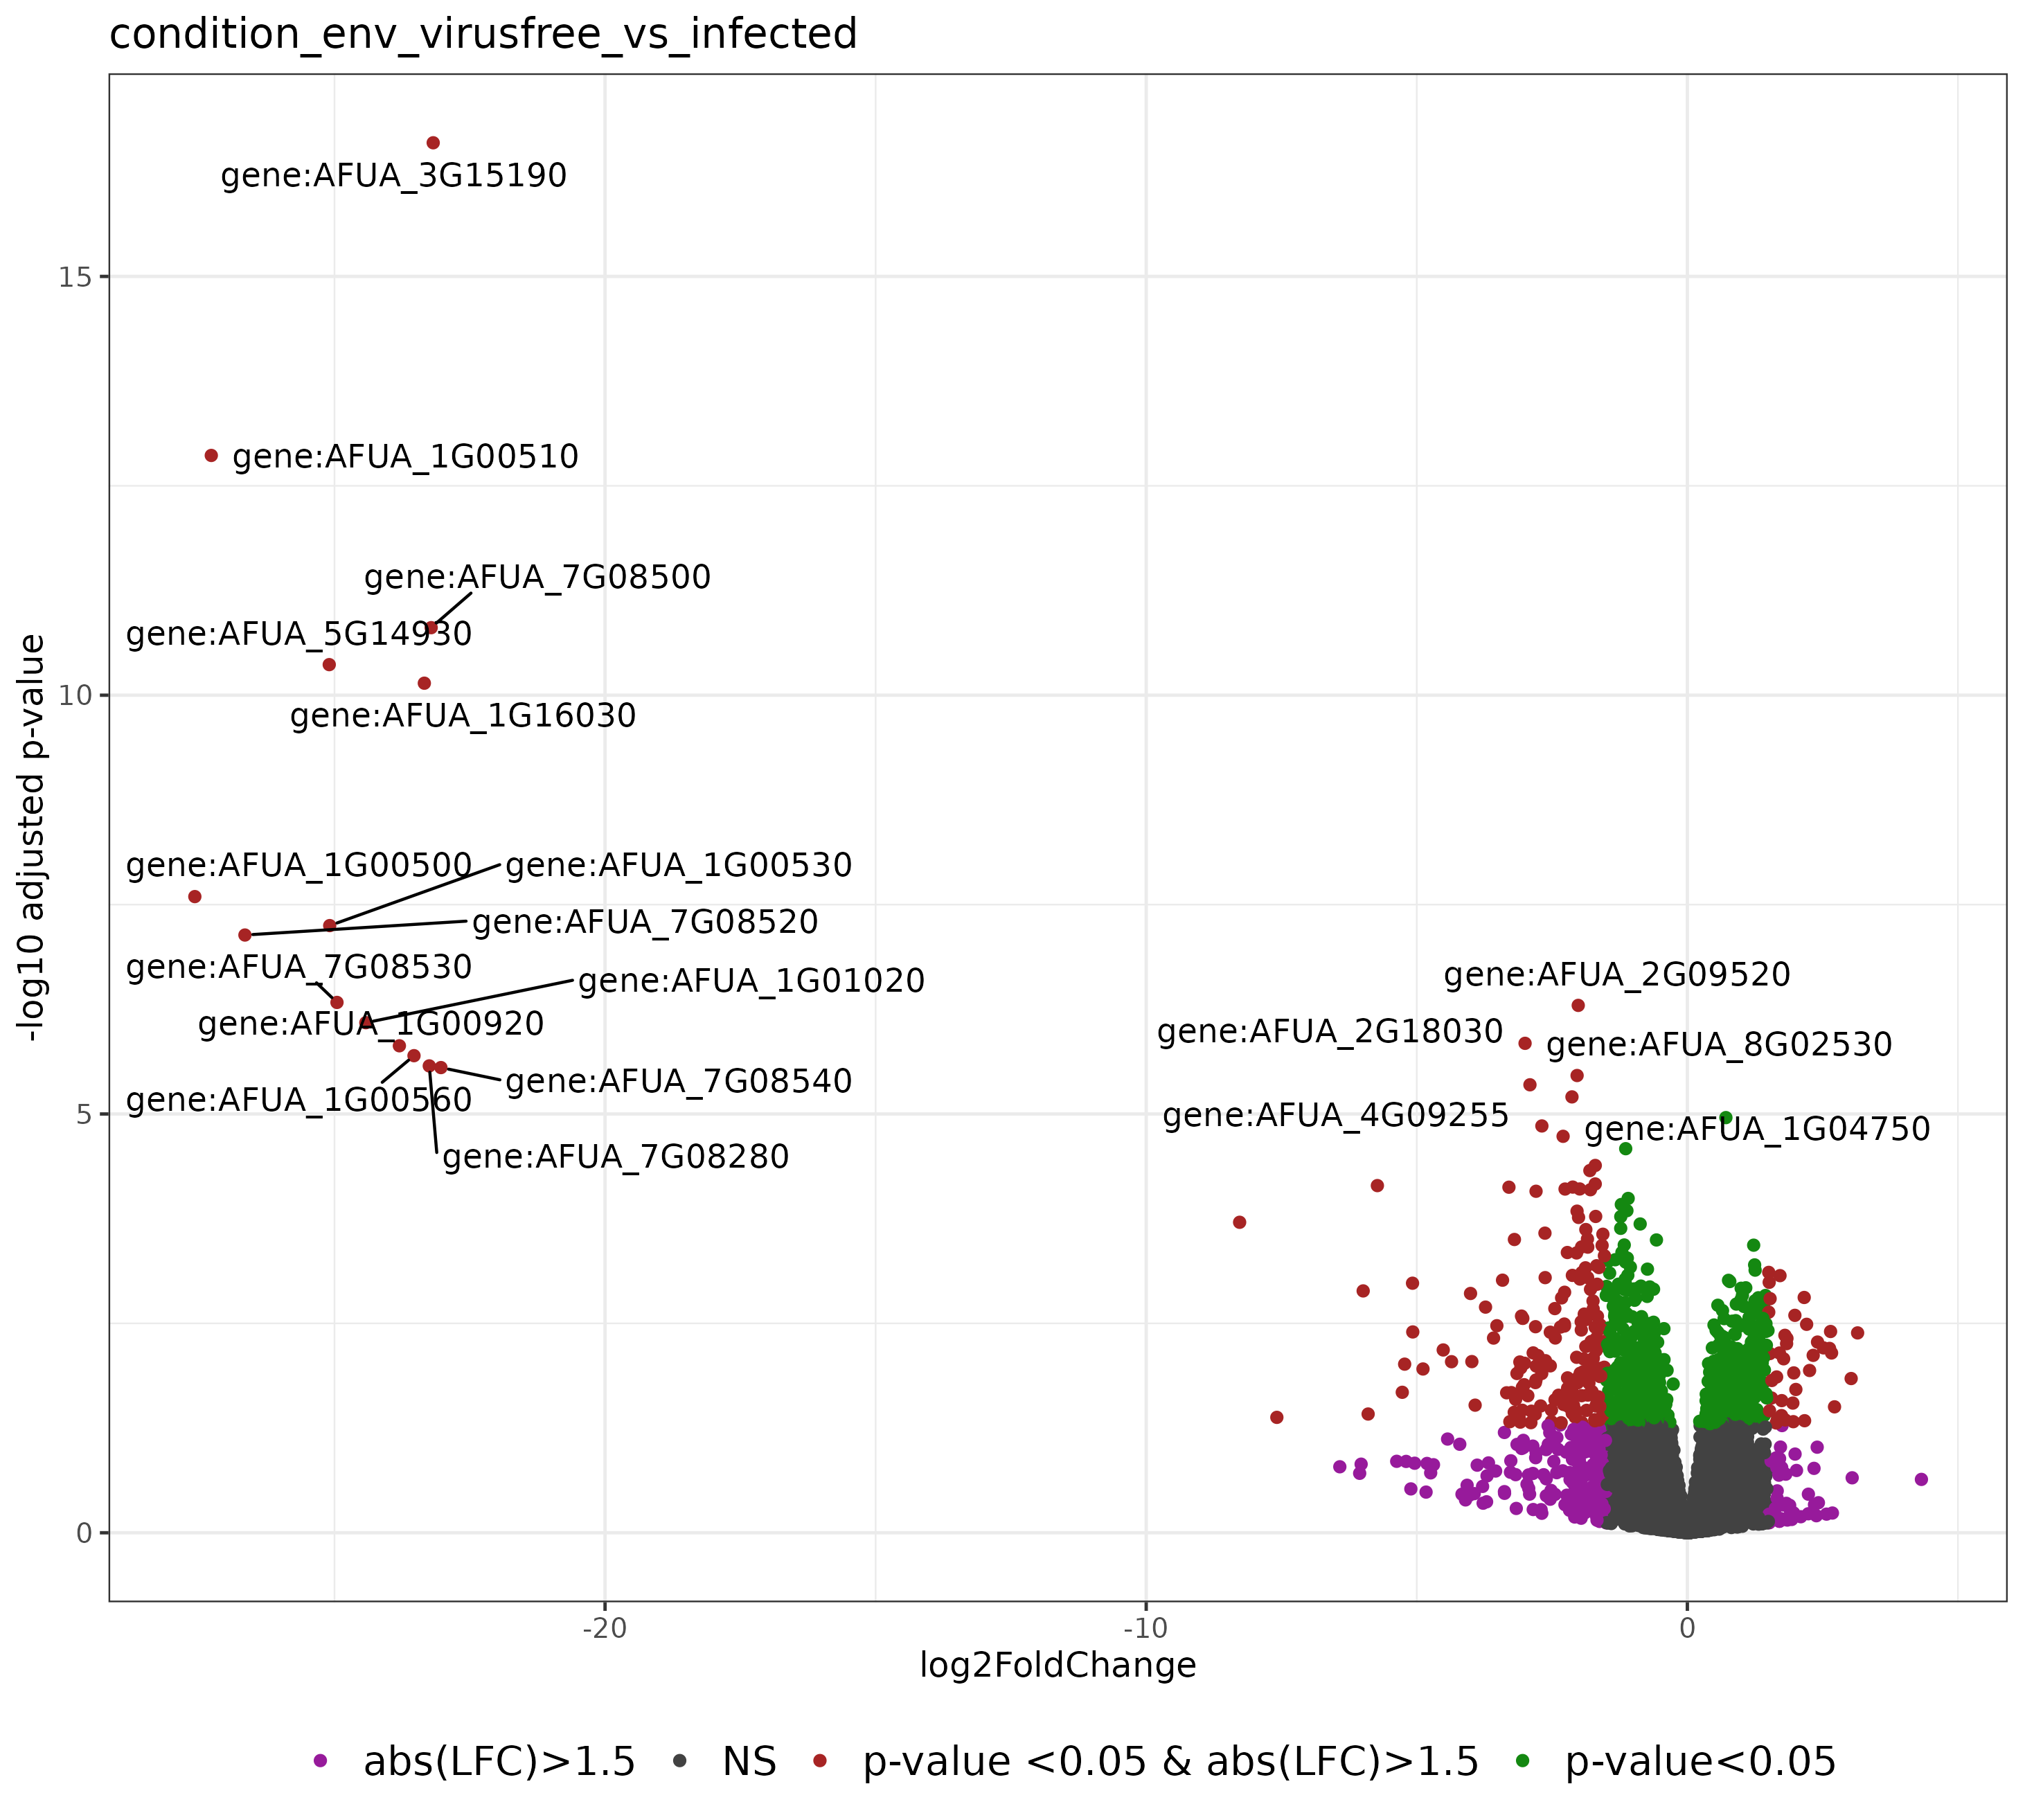 condition_env_virusfree_vs_infected
gene:AFUA_3G15190
15
gene:AFUA_1G00510
gene:AFUA_7G08500
gene:AFUA_5G14930
10
gene:AFUA_1G16030
-log10 adjusted p-value
gene:AFUA_1G00500
gene:AFUA_1G00530
gene:AFUA_7G08520
gene:AFUA_7G08530
gene:AFUA_1G01020
gene:AFUA_2G09520
gene:AFUA_1G00920
gene:AFUA_2G18030
gene:AFUA_8G02530
gene:AFUA_7G08540
gene:AFUA_1G00560
5
gene:AFUA_4G09255
gene:AFUA_1G04750
gene:AFUA_7G08280
0
-20
-10
0
log2FoldChange
abs(LFC)>1.5
NS
p-value <0.05 & abs(LFC)>1.5
p-value<0.05